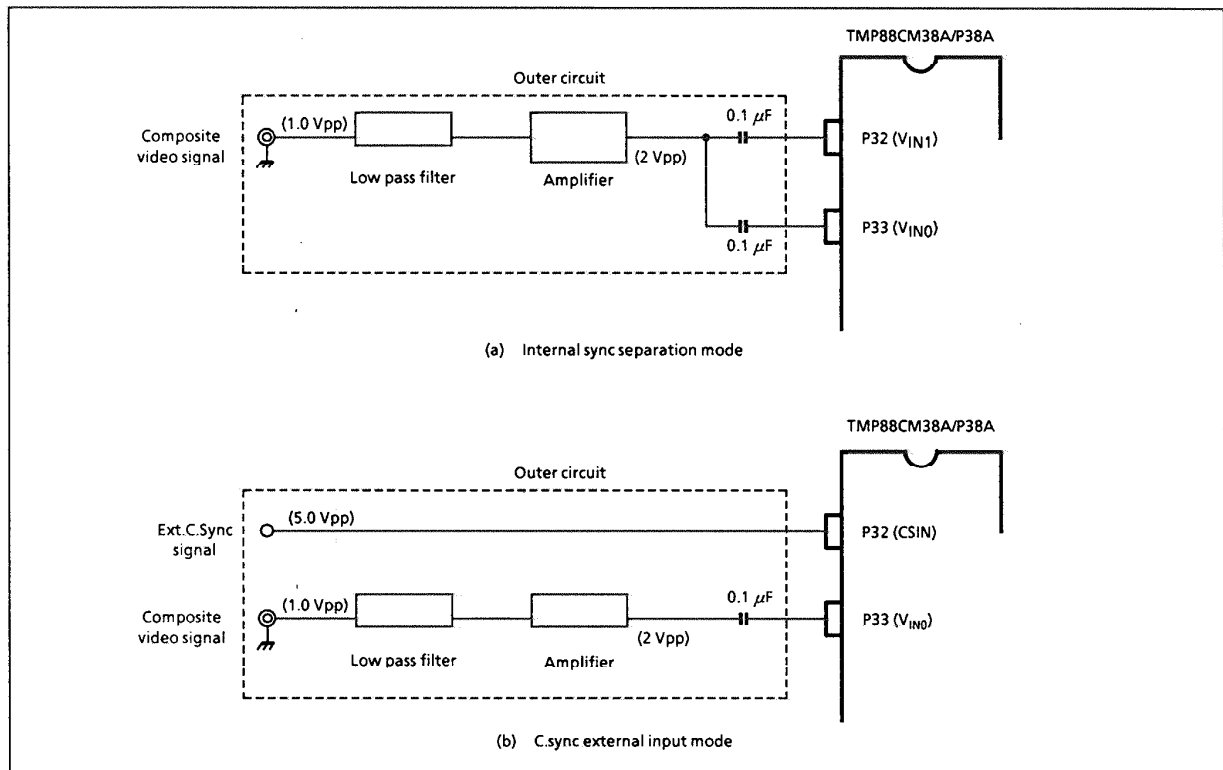 TMP88CM38A/P38A
Outer circuit
Composite
video signal
(1.0 Vpp)
Low pass filter
Amplifier
(2 Vpp)
0.1 μF
0.1 μF
P32 (VIN1)
P33 (VIN0)
(a) Internal sync separation mode
TMP88CM38A/P38A
Outer circuit
Ext.C.Sync
signal
(5.0 Vpp)
P32 (CSIN)
Composite
video signal
(1.0 Vpp)
Low pass filter
Amplifier
(2 Vpp)
0.1 μF
P33 (VIN0)
(b) C.sync external input mode